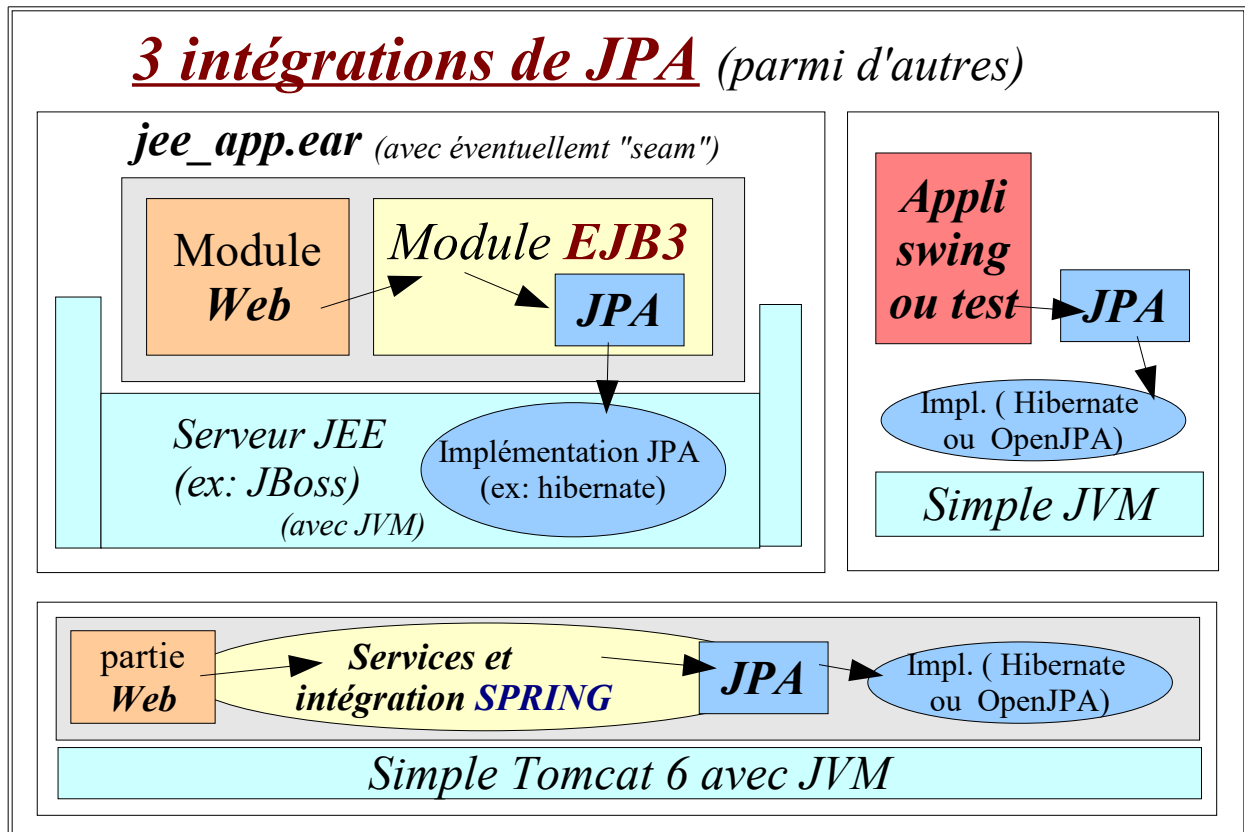 3 intégrations de JPA (parmi d'autres)
jee_app.ear (avec éventuellemt "seam")
Module
Web
Module EJB3
JPA
Serveur JEE
(ex: JBoss)
(avec JVM)
Implémentation JPA
(ex: hibernate)
Appli
swing
ou test
JPA
Impl. ( Hibernate
ou OpenJPA)
Simple JVM
partie
Web
Services et
intégration SPRING
JPA
Impl. ( Hibernate
ou OpenJPA)
Simple Tomcat 6 avec JVM